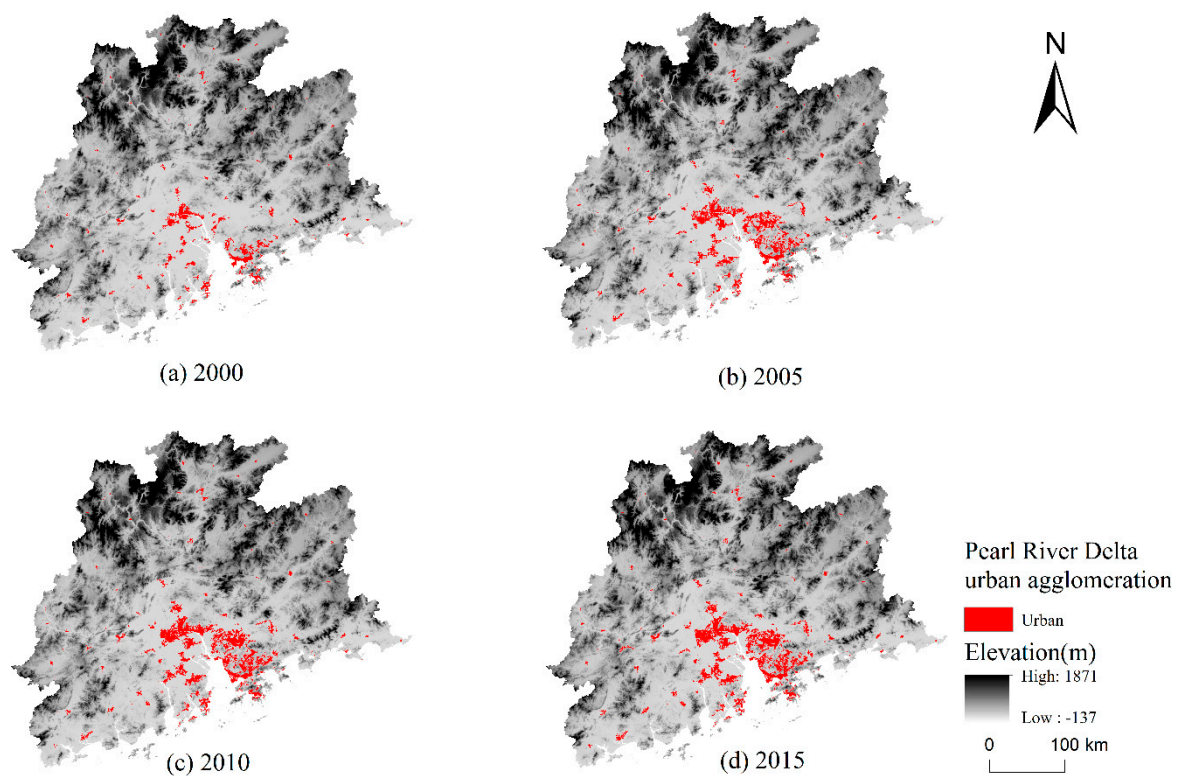 N
(a) 2000
(b) 2005
Pearl River Delta
urban agglomeration
Urban
Elevation(m)
High: 1871
Low : -137
0 100 km
(c) 2010
(d) 2015